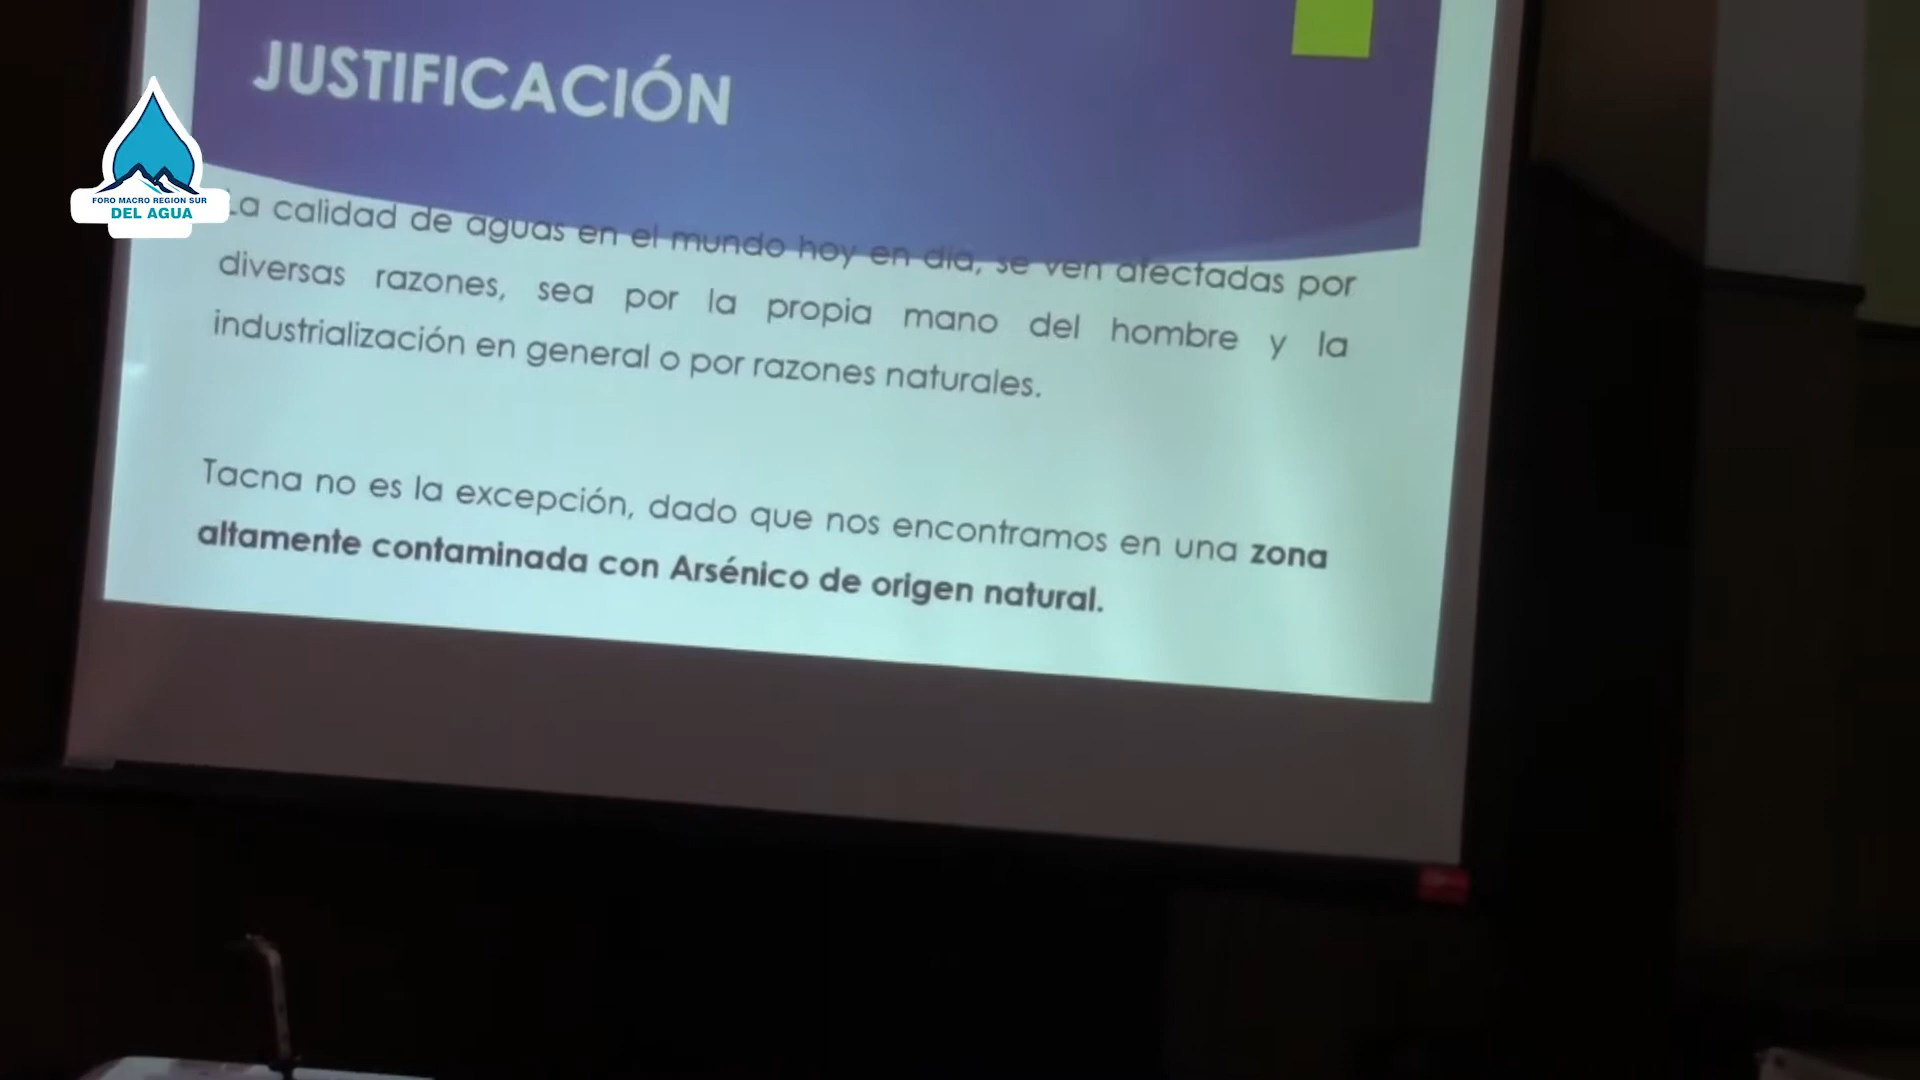 JUSTIFICACIÓN
FORO MACRO REGION SUR
DEL AGUA
La calidad de aguas en el mundo hoy en día, se ven afectadas por
diversas razones, sea por la propia mano del hombre y la
industrialización en general o por razones naturales.
Tacna no es la excepción, dado que nos encontramos en una zona
altamente contaminada con Arsénico de origen natural.